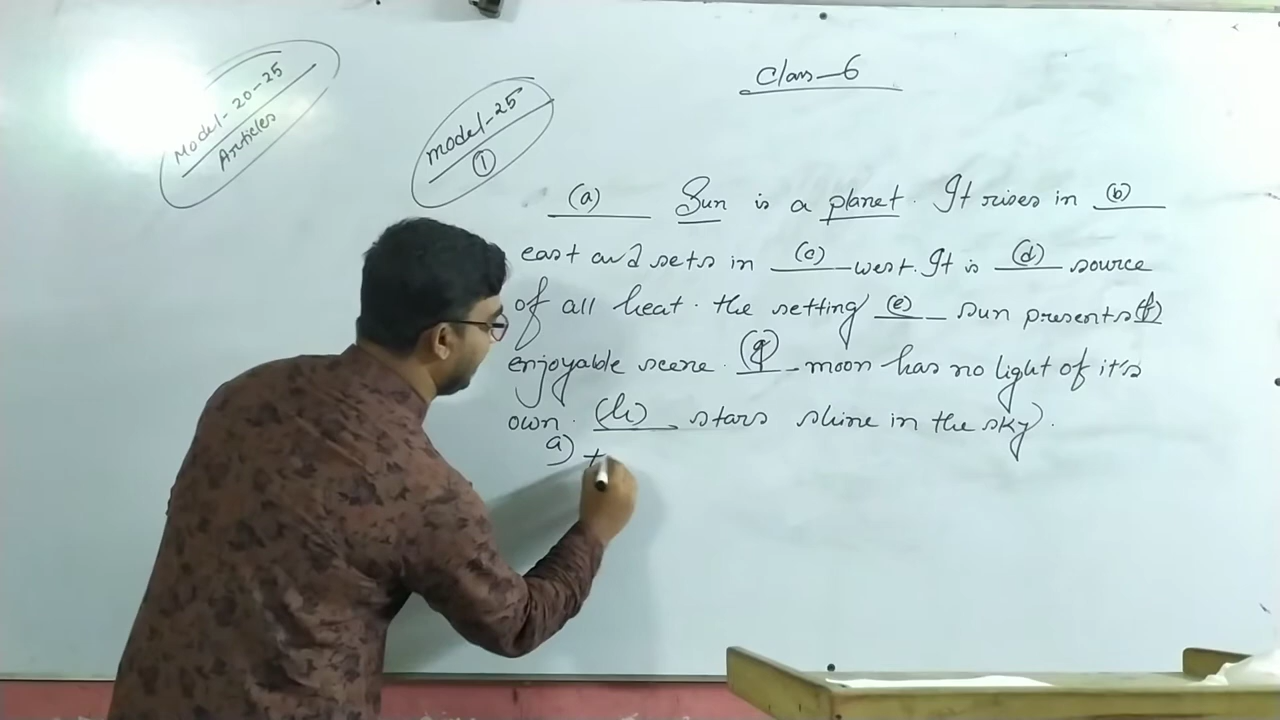 Class-6
Model-20-25
Articles
model-25
1
(a) Sun is a planet. It rises in (b)
east and sets in (c) west. It is (d) source
of all heat. the setting (e) sun presents (f)
enjoyable scene. (g) moon has no light of it's
own. (h) stars shine in the sky.
a) t